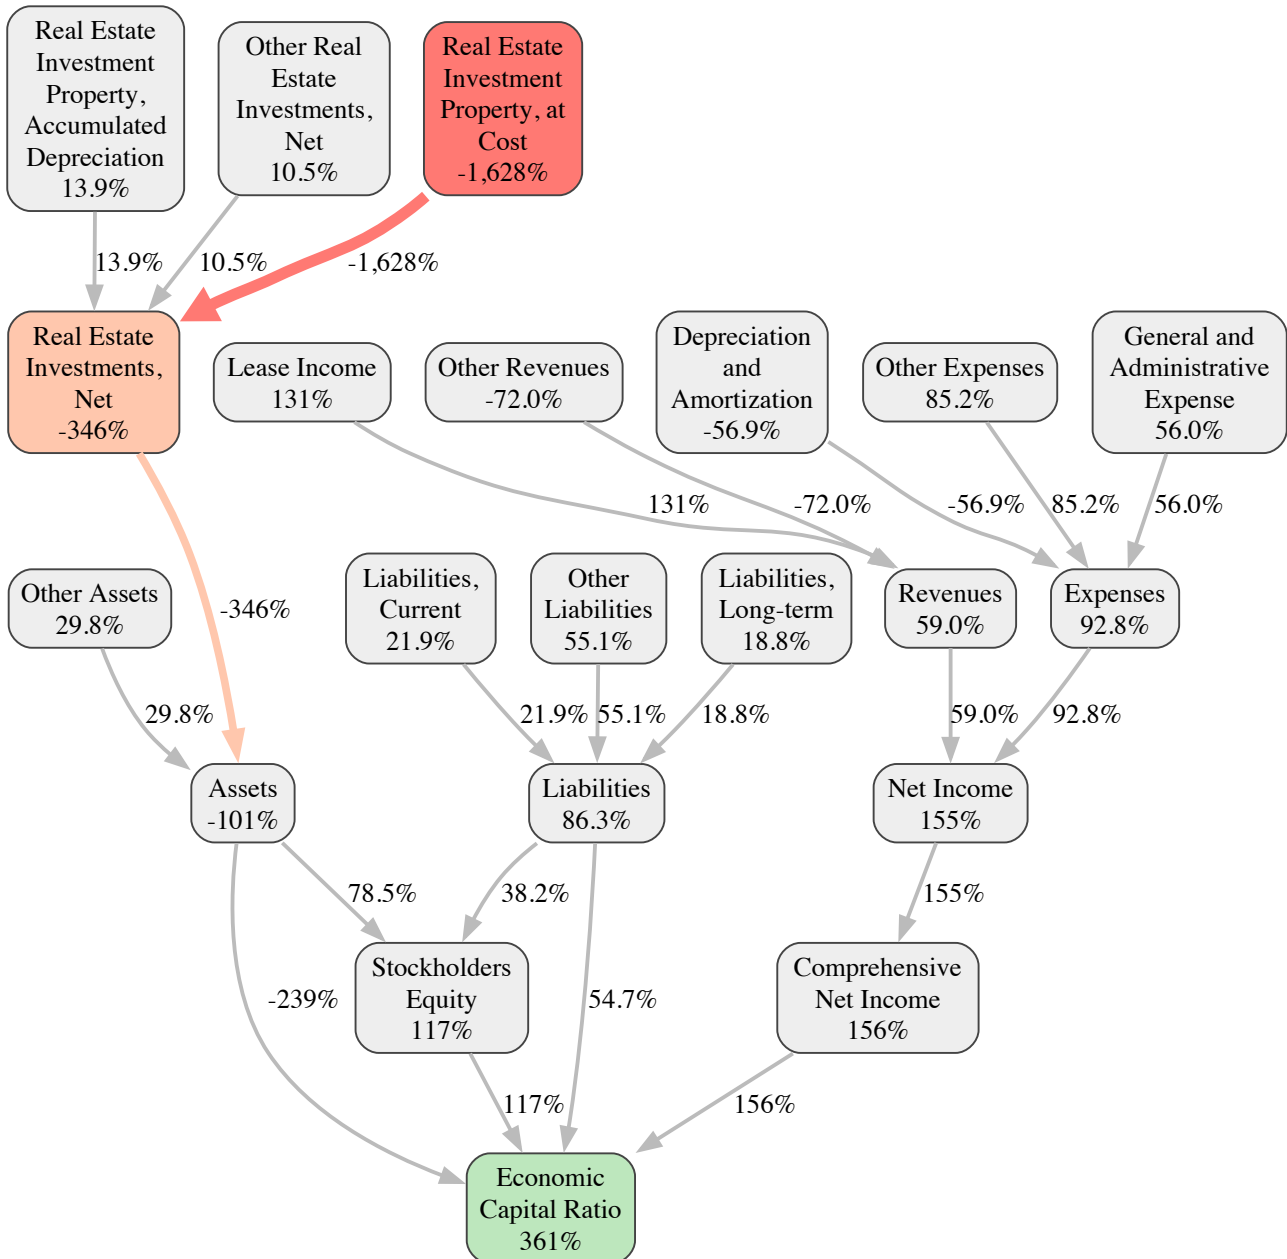 Real Estate
Investment
Property,
Accumulated
Depreciation
13.9%
Other Real
Estate
Investments,
Net
10.5%
Real Estate
Investment
Property, at
Cost
-1,628%
13.9%
10.5%
-1,628%
Real Estate
Investments,
Net
-346%
Lease Income
131%
Other Revenues
-72.0%
Depreciation
and
Amortization
-56.9%
Other Expenses
85.2%
General and
Administrative
Expense
56.0%
131%
-72.0%
-56.9%
85.2%
56.0%
Other Assets
29.8%
-346%
Liabilities,
Current
21.9%
Other
Liabilities
55.1%
Liabilities,
Long-term
18.8%
Revenues
59.0%
Expenses
92.8%
29.8%
21.9%
55.1%
18.8%
59.0%
92.8%
Assets
-101%
Liabilities
86.3%
Net Income
155%
78.5%
38.2%
155%
Stockholders
Equity
117%
Comprehensive
Net Income
156%
-239%
54.7%
117%
156%
Economic
Capital Ratio
361%